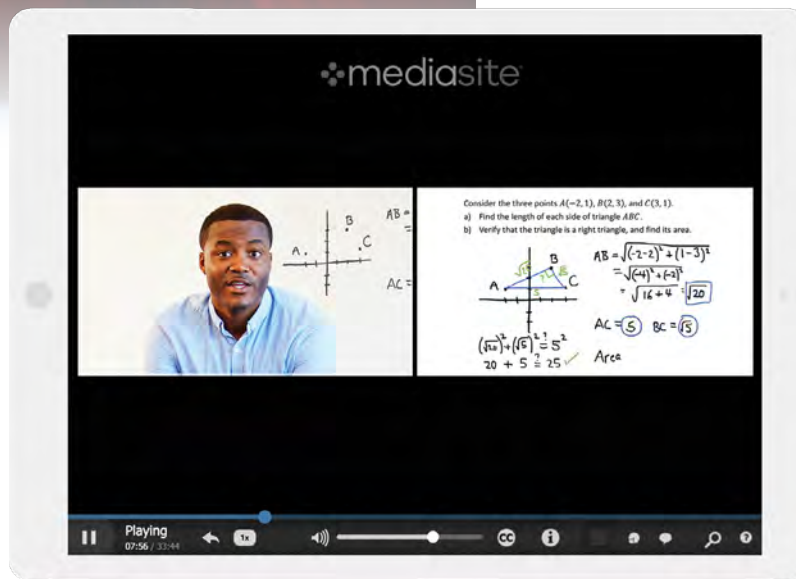 mediasite
A
B
C
AB =
=
AC =
Consider the three points A(−2, 1), B(2, 3), and C(3, 1).
a) Find the length of each side of triangle ABC.
b) Verify that the triangle is a right triangle, and find its area.
A
B
C
5
AB = √(-2-2)² + (1-3)²
= √(-4)² + (-2)²
= √16 + 4 = √20
AC = 5 BC = √5
(√20)² + (√5)² ≟ 5²
20 + 5 ≟ 25 ✓
Area
Playing
07:56 / 33:44
1x
CC
i
?